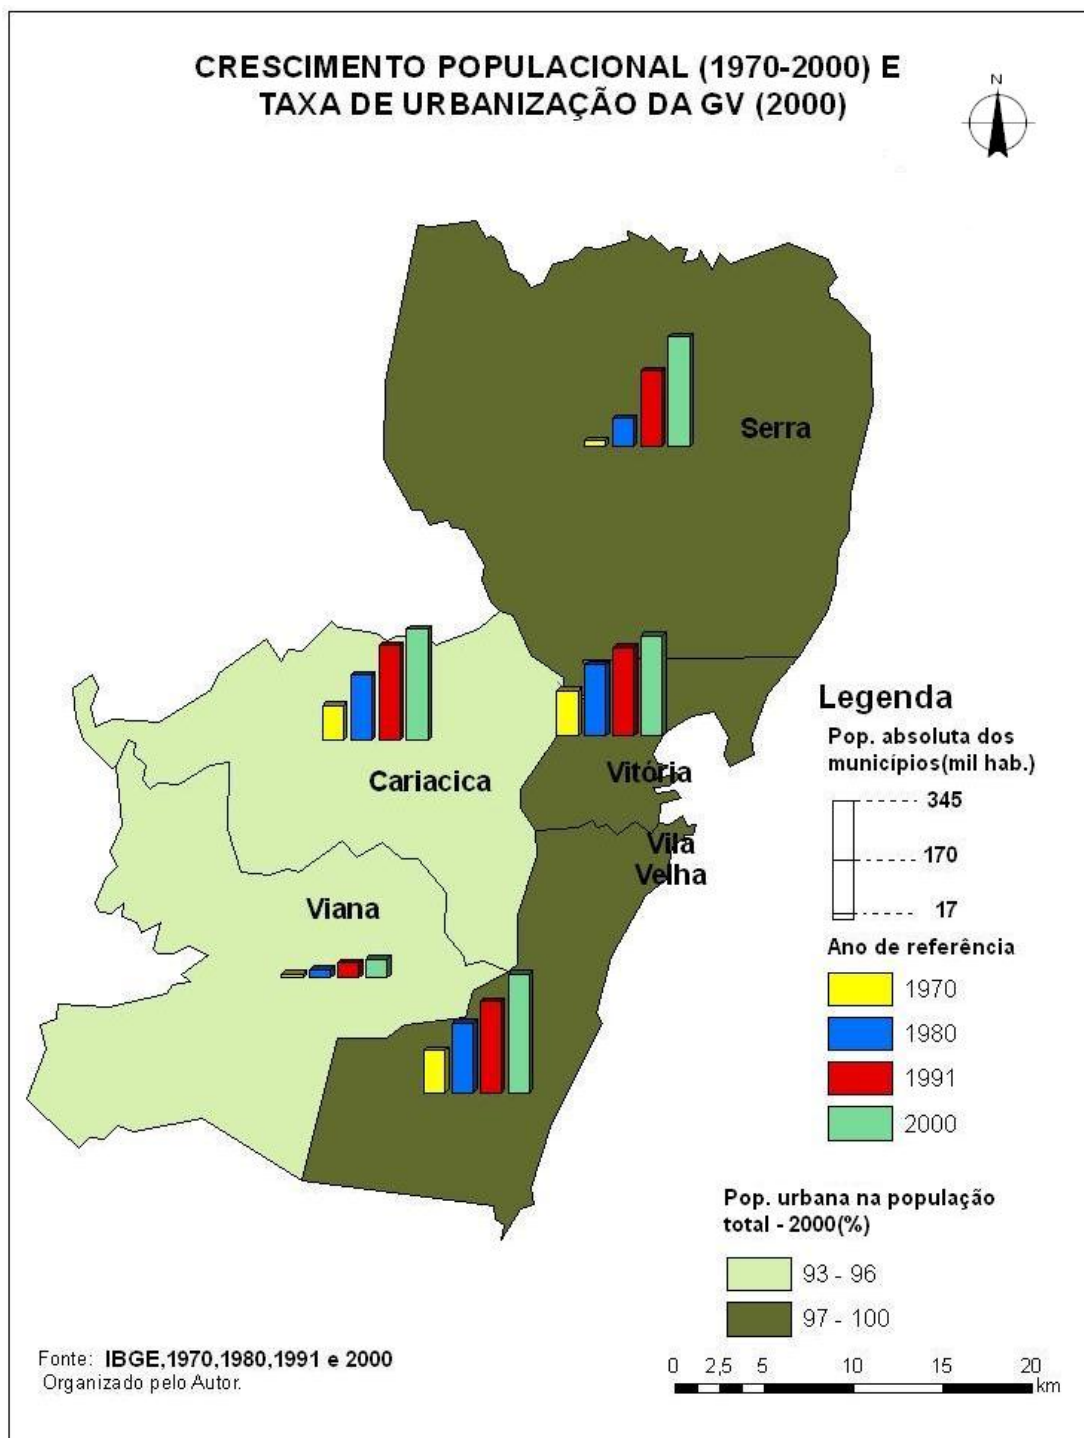 CRESCIMENTO POPULACIONAL (1970-2000) E
TAXA DE URBANIZAÇÃO DA GV (2000)
N
Serra
Cariacica
Vitória
Vila
Velha
Viana
Legenda
Pop. absoluta dos
municípios(mil hab.)
345
170
17
Ano de referência
1970
1980
1991
2000
Pop. urbana na população
total - 2000(%)
93 - 96
97 - 100
Fonte: IBGE,1970,1980,1991 e 2000
Organizado pelo Autor.
0 2,5 5 10 15 20
km